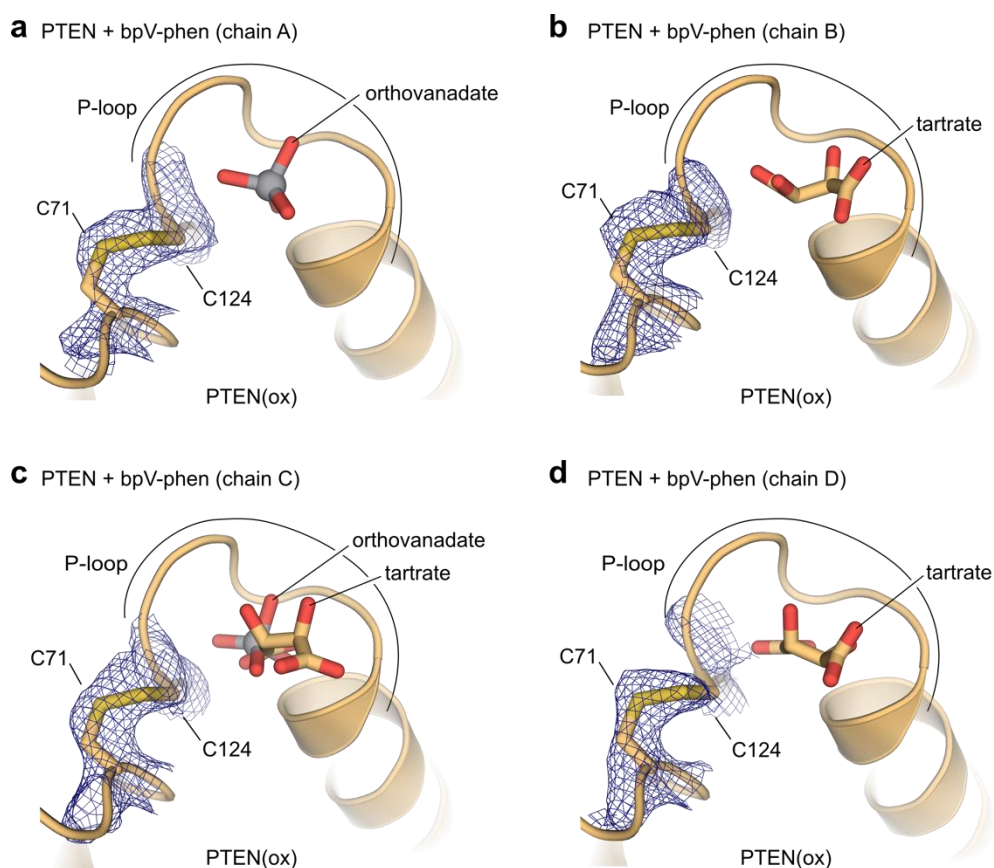 a PTEN + bpV-phen (chain A)
orthovanadate
P-loop
C71
C124
PTEN(ox)
b PTEN + bpV-phen (chain B)
tartrate
P-loop
C71
C124
PTEN(ox)
c PTEN + bpV-phen (chain C)
orthovanadate
tartrate
P-loop
C71
C124
PTEN(ox)
d PTEN + bpV-phen (chain D)
tartrate
P-loop
C71
C124
PTEN(ox)